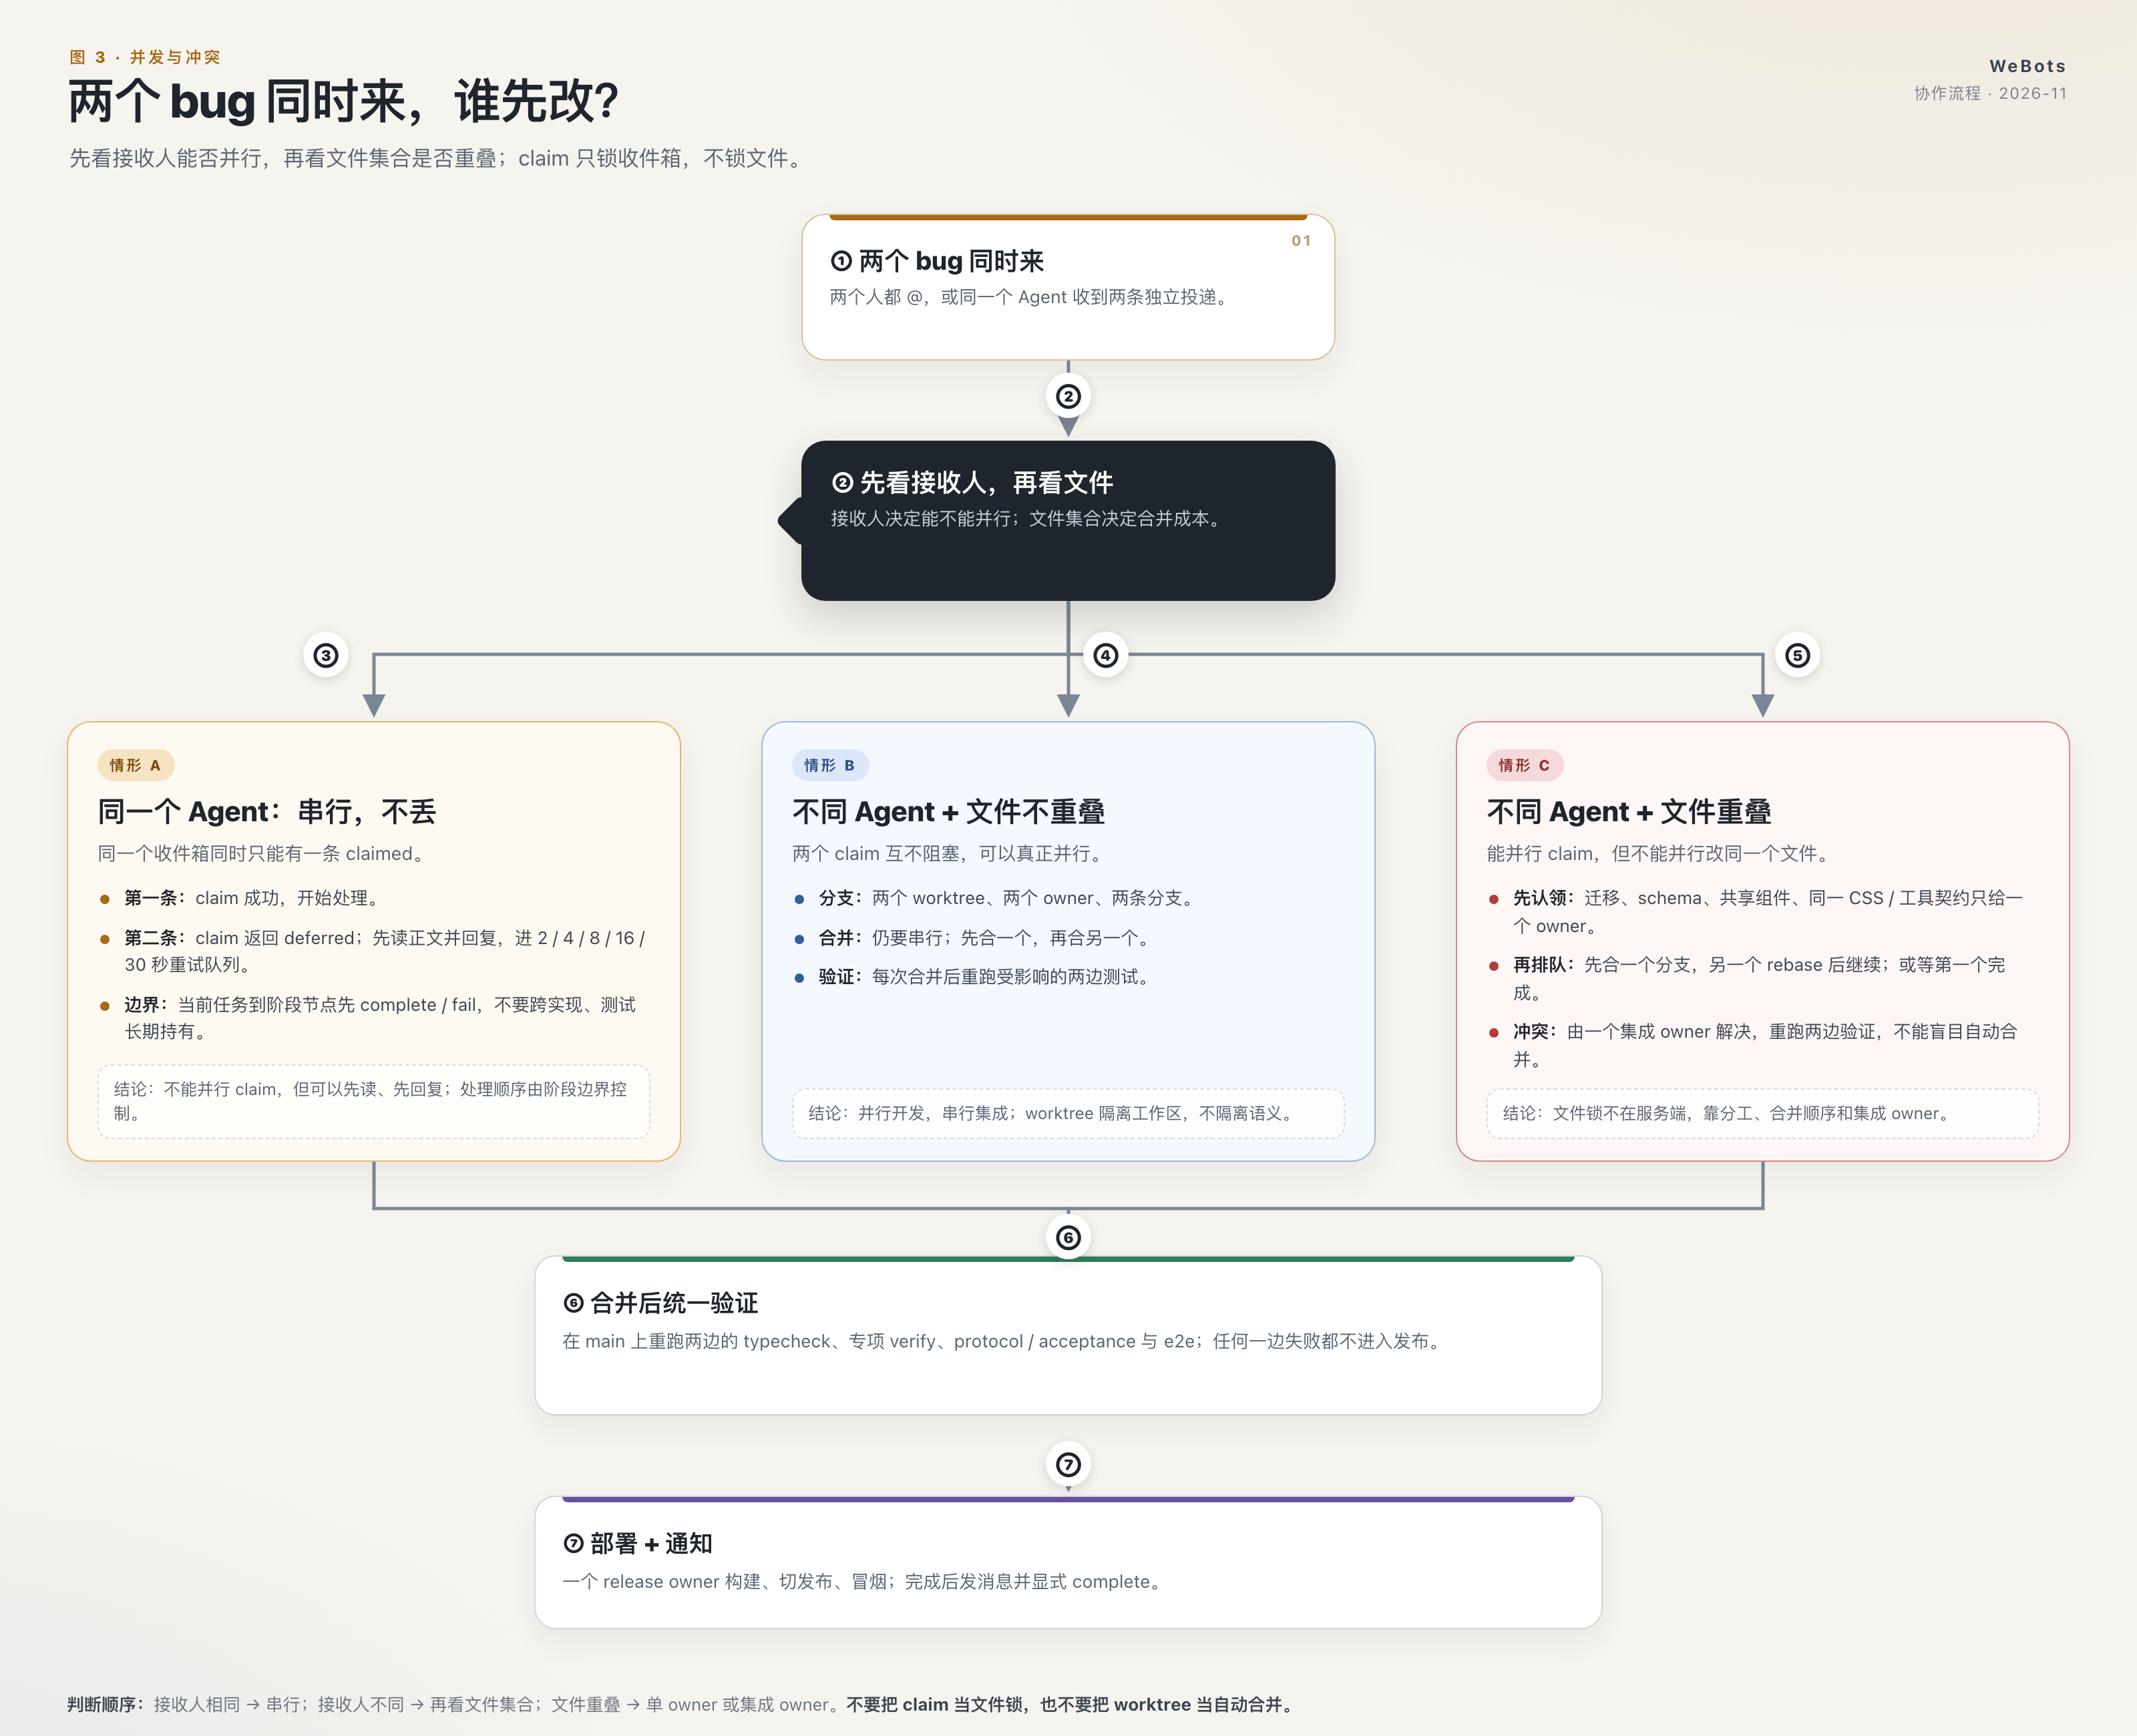 图 3 · 并发与冲突
两个 bug 同时来，谁先改？
先看接收人能否并行，再看文件集合是否重叠；claim 只锁收件箱，不锁文件。
WeBots
协作流程 · 2026-11
01
① 两个 bug 同时来
两个人都 @，或同一个 Agent 收到两条独立投递。
②
② 先看接收人，再看文件
接收人决定能不能并行；文件集合决定合并成本。
③
④
⑤
情形 A
同一个 Agent：串行，不丢
同一个收件箱同时只能有一条 claimed。
第一条：claim 成功，开始处理。
第二条：claim 返回 deferred；先读正文并回复，进 2 / 4 / 8 / 16 /
30 秒重试队列。
边界：当前任务到阶段节点先 complete / fail，不要跨实现、测试
长期持有。
结论：不能并行 claim，但可以先读、先回复；处理顺序由阶段边界控
制。
情形 B
不同 Agent + 文件不重叠
两个 claim 互不阻塞，可以真正并行。
分支：两个 worktree、两个 owner、两条分支。
合并：仍要串行；先合一个，再合另一个。
验证：每次合并后重跑受影响的两边测试。
结论：并行开发，串行集成；worktree 隔离工作区，不隔离语义。
情形 C
不同 Agent + 文件重叠
能并行 claim，但不能并行改同一个文件。
先认领：迁移、schema、共享组件、同一 CSS / 工具契约只给一
个 owner。
再排队：先合一个分支，另一个 rebase 后继续；或等第一个完
成。
冲突：由一个集成 owner 解决，重跑两边验证，不能盲目自动合
并。
结论：文件锁不在服务端，靠分工、合并顺序和集成 owner。
⑥
⑥ 合并后统一验证
在 main 上重跑两边的 typecheck、专项 verify、protocol / acceptance 与 e2e；任何一边失败都不进入发布。
⑦
⑦ 部署 + 通知
一个 release owner 构建、切发布、冒烟；完成后发消息并显式 complete。
判断顺序：接收人相同 → 串行；接收人不同 → 再看文件集合；文件重叠 → 单 owner 或集成 owner。不要把 claim 当文件锁，也不要把 worktree 当自动合并。